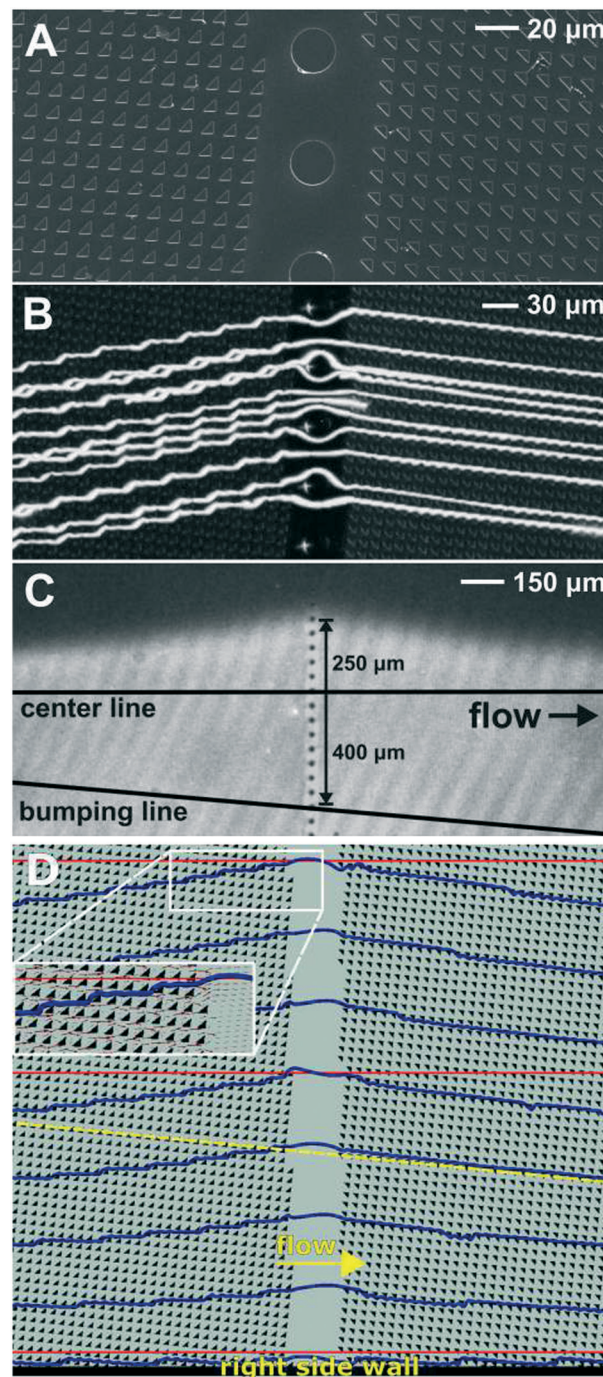 A
20 µm
B
30 µm
C
150 µm
250 µm
center line
flow
400 µm
bumping line
D
flow
right side wall